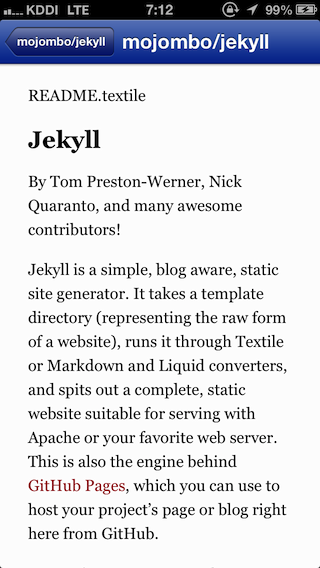 KDDI LTE 7:12 99%
mojombo/jekyll mojombo/jekyll
README.textile
Jekyll
By Tom Preston-Werner, Nick
Quaranto, and many awesome
contributors!
Jekyll is a simple, blog aware, static
site generator. It takes a template
directory (representing the raw form
of a website), runs it through Textile
or Markdown and Liquid converters,
and spits out a complete, static
website suitable for serving with
Apache or your favorite web server.
This is also the engine behind
GitHub Pages, which you can use to
host your project’s page or blog right
here from GitHub.